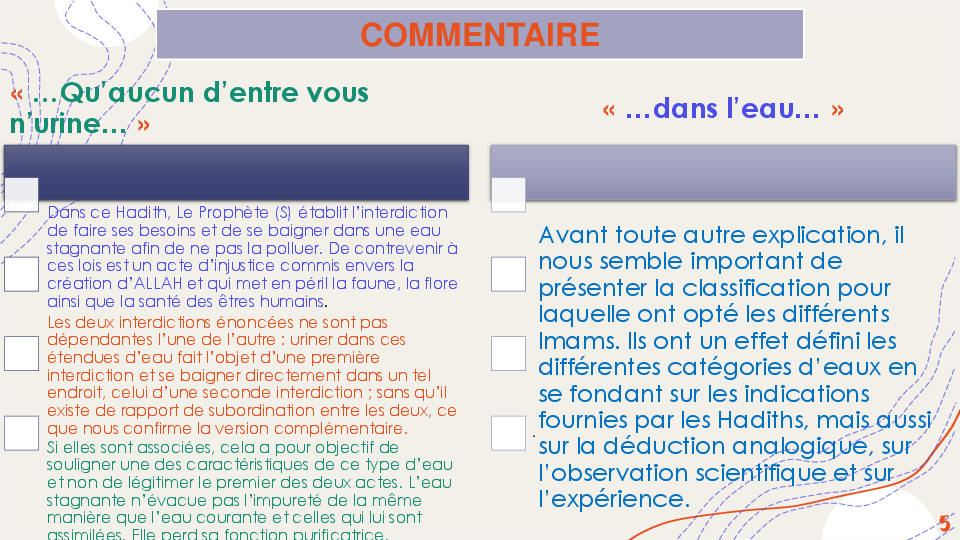 COMMENTAIRE
« …Qu’aucun d’entre vous
n’urine… »
Dans ce Hadith, Le Prophète (S) établit l’interdiction
de faire ses besoins et de se baigner dans une eau
stagnante afin de ne pas la polluer. De contrevenir à
ces lois est un acte d’injustice commis envers la
création d’ALLAH et qui met en péril la faune, la flore
ainsi que la santé des êtres humains.
Les deux interdictions énoncées ne sont pas
dépendantes l’une de l’autre : uriner dans ces
étendues d’eau fait l’objet d’une première
interdiction et se baigner directement dans un tel
endroit, celui d’une seconde interdiction ; sans qu’il
existe de rapport de subordination entre les deux, ce
que nous confirme la version complémentaire.
Si elles sont associées, cela a pour objectif de
souligner une des caractéristiques de ce type d’eau
et non de légitimer le premier des deux actes. L’eau
stagnante n’évacue pas l’impureté de la même
manière que l’eau courante et celles qui lui sont
assimilées. Elle perd sa fonction purificatrice.
« …dans l’eau… »
Avant toute autre explication, il
nous semble important de
présenter la classification pour
laquelle ont opté les différents
Imams. Ils ont un effet défini les
différentes catégories d’eaux en
se fondant sur les indications
fournies par les Hadiths, mais aussi
sur la déduction analogique, sur
l’observation scientifique et sur
l’expérience.
.
5